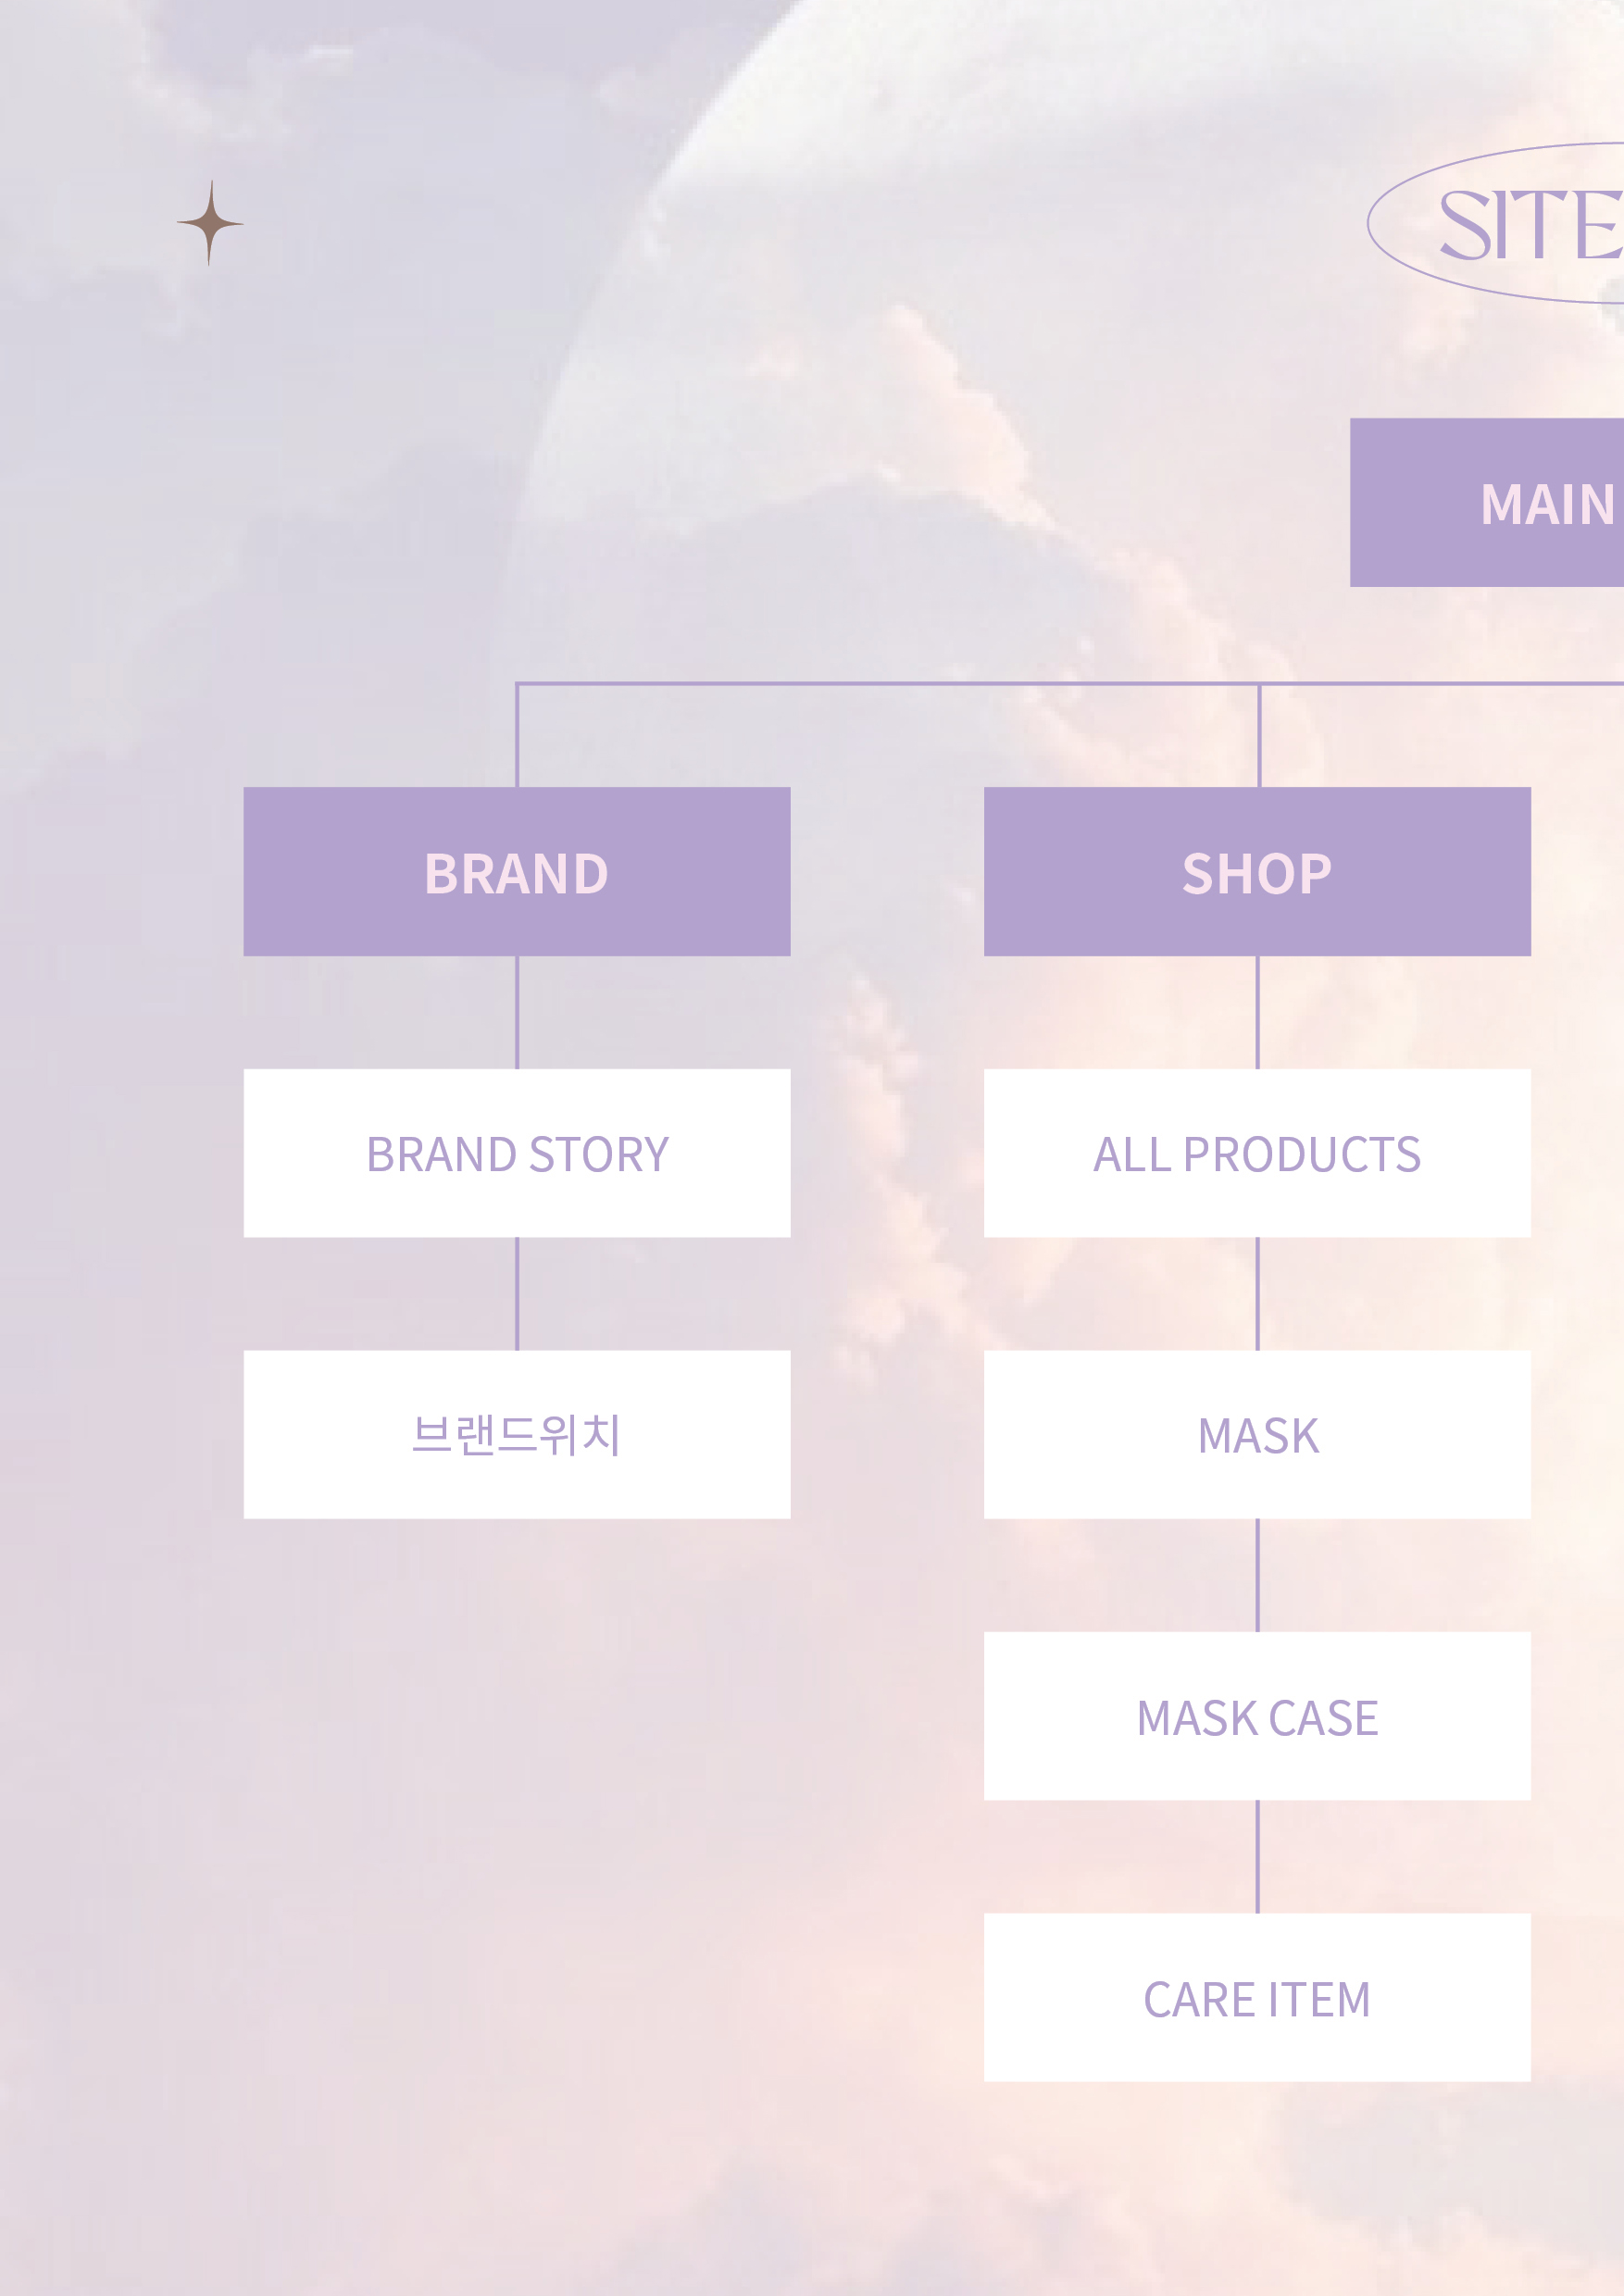 SITE
MAIN
BRAND
SHOP
BRAND STORY
ALL PRODUCTS
브랜드위치
MASK
MASK CASE
CARE ITEM